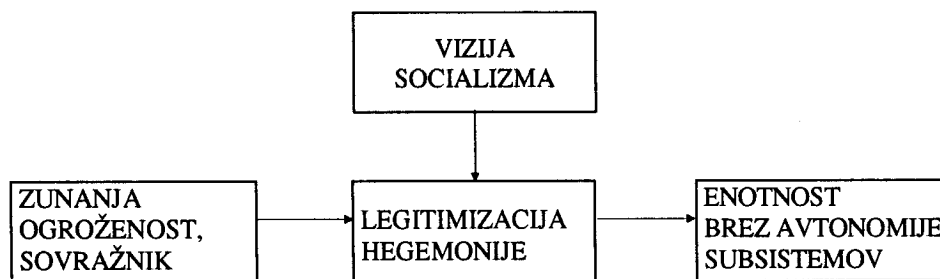 VIZIJA
SOCIALIZMA
ZUNANJA
OGROŽENOST,
SOVRAŽNIK
LEGITIMIZACIJA
HEGEMONIJE
ENOTNOST
BREZ AVTONOMIJE
SUBSISTEMOV